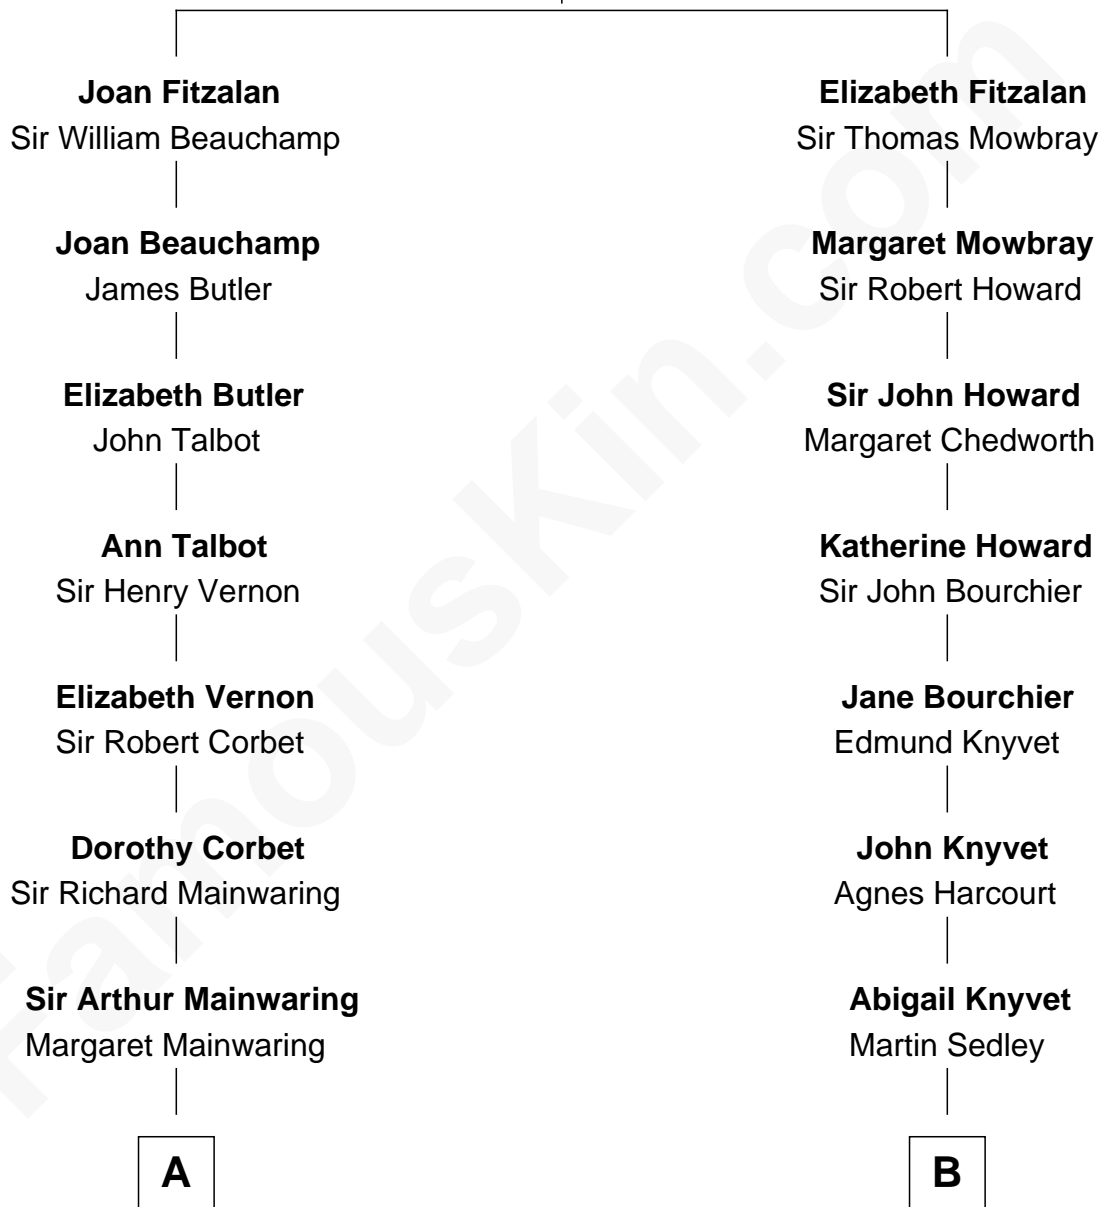 Joan Fitzalan
Sir William Beauchamp
Joan Beauchamp
James Butler
Elizabeth Butler
John Talbot
Ann Talbot
Sir Henry Vernon
Elizabeth Vernon
Sir Robert Corbet
Dorothy Corbet
Sir Richard Mainwaring
Sir Arthur Mainwaring
Margaret Mainwaring
A
Elizabeth Fitzalan
Sir Thomas Mowbray
Margaret Mowbray
Sir Robert Howard
Sir John Howard
Margaret Chedworth
Katherine Howard
Sir John Bourchier
Jane Bourchier
Edmund Knyvet
John Knyvet
Agnes Harcourt
Abigail Knyvet
Martin Sedley
B
FamousKin.com